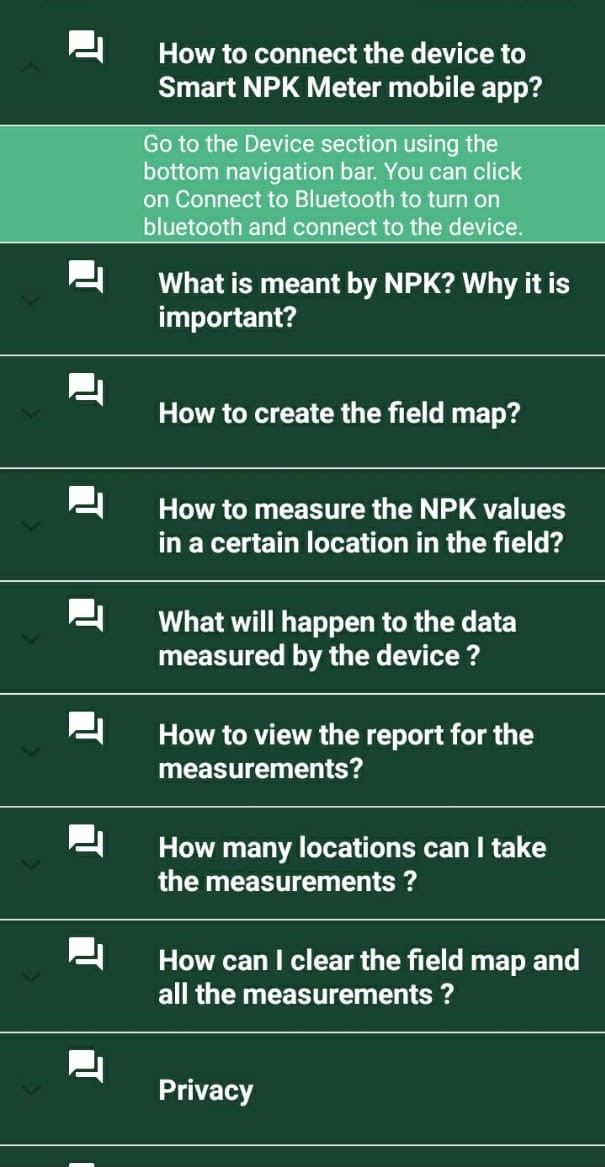 How to connect the device to
Smart NPK Meter mobile app?
Go to the Device section using the
bottom navigation bar. You can click
on Connect to Bluetooth to turn on
bluetooth and connect to the device.
What is meant by NPK? Why it is
important?
How to create the field map?
How to measure the NPK values
in a certain location in the field?
What will happen to the data
measured by the device ?
How to view the report for the
measurements?
How many locations can I take
the measurements ?
How can I clear the field map and
all the measurements ?
Privacy